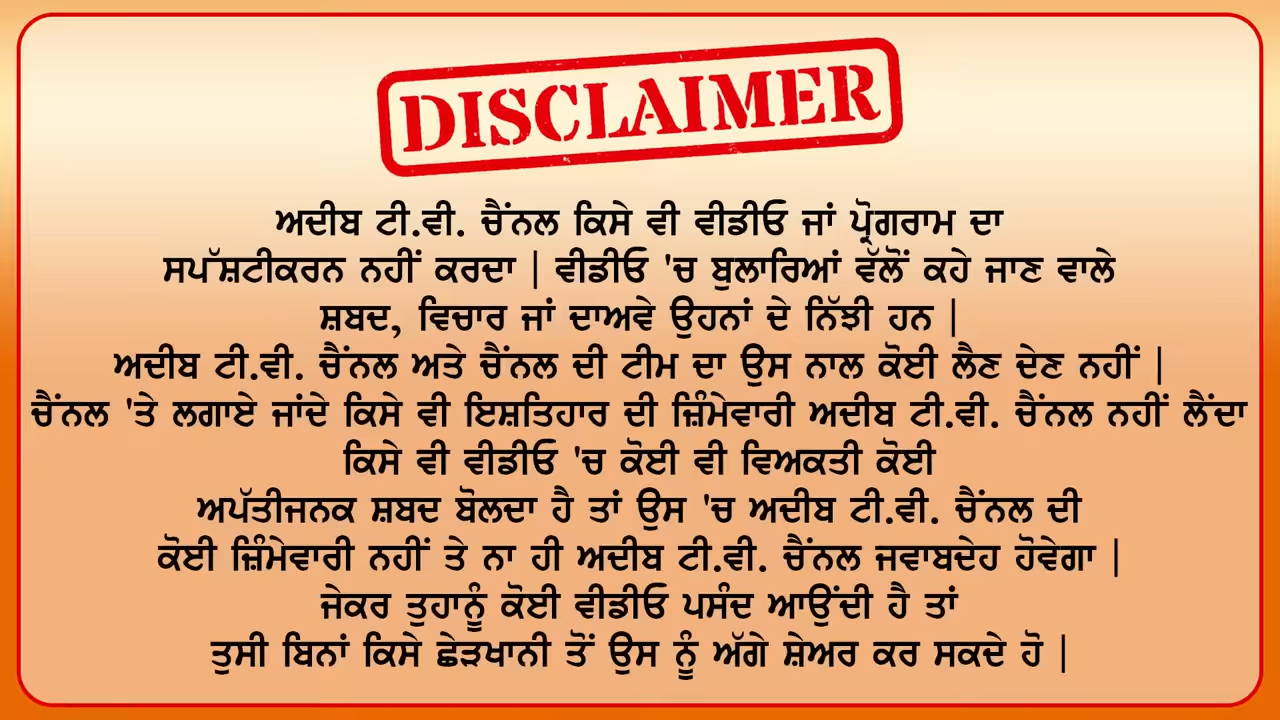 DISCLAIMER
ਅਦੀਬ ਟੀ.ਵੀ. ਚੈਂਨਲ ਕਿਸੇ ਵੀ ਵੀਡੀਓ ਜਾਂ ਪ੍ਰੋਗਰਾਮ ਦਾ
ਸਪੱਸ਼ਟੀਕਰਨ ਨਹੀਂ ਕਰਦਾ | ਵੀਡੀਓ 'ਚ ਬੁਲਾਰਿਆਂ ਵੱਲੋਂ ਕਹੇ ਜਾਣ ਵਾਲੇ
ਸ਼ਬਦ, ਵਿਚਾਰ ਜਾਂ ਦਾਅਵੇ ਉਹਨਾਂ ਦੇ ਨਿੱਝੀ ਹਨ |
ਅਦੀਬ ਟੀ.ਵੀ. ਚੈਂਨਲ ਅਤੇ ਚੈਂਨਲ ਦੀ ਟੀਮ ਦਾ ਉਸ ਨਾਲ ਕੋਈ ਲੈਣ ਦੇਣ ਨਹੀਂ |
ਚੈਂਨਲ 'ਤੇ ਲਗਾਏ ਜਾਂਦੇ ਕਿਸੇ ਵੀ ਇਸ਼ਤਿਹਾਰ ਦੀ ਜ਼ਿੰਮੇਵਾਰੀ ਅਦੀਬ ਟੀ.ਵੀ. ਚੈਂਨਲ ਨਹੀਂ ਲੈਂਦਾ
ਕਿਸੇ ਵੀ ਵੀਡੀਓ 'ਚ ਕੋਈ ਵੀ ਵਿਅਕਤੀ ਕੋਈ
ਅਪੱਤੀਜਨਕ ਸ਼ਬਦ ਬੋਲਦਾ ਹੈ ਤਾਂ ਉਸ 'ਚ ਅਦੀਬ ਟੀ.ਵੀ. ਚੈਂਨਲ ਦੀ
ਕੋਈ ਜ਼ਿੰਮੇਵਾਰੀ ਨਹੀਂ ਤੇ ਨਾ ਹੀ ਅਦੀਬ ਟੀ.ਵੀ. ਚੈਂਨਲ ਜਵਾਬਦੇਹ ਹੋਵੇਗਾ |
ਜੇਕਰ ਤੁਹਾਨੂੰ ਕੋਈ ਵੀਡੀਓ ਪਸੰਦ ਆਉਂਦੀ ਹੈ ਤਾਂ
ਤੁਸੀ ਬਿਨਾਂ ਕਿਸੇ ਛੇੜਖਾਨੀ ਤੋਂ ਉਸ ਨੂੰ ਅੱਗੇ ਸ਼ੇਅਰ ਕਰ ਸਕਦੇ ਹੋ |